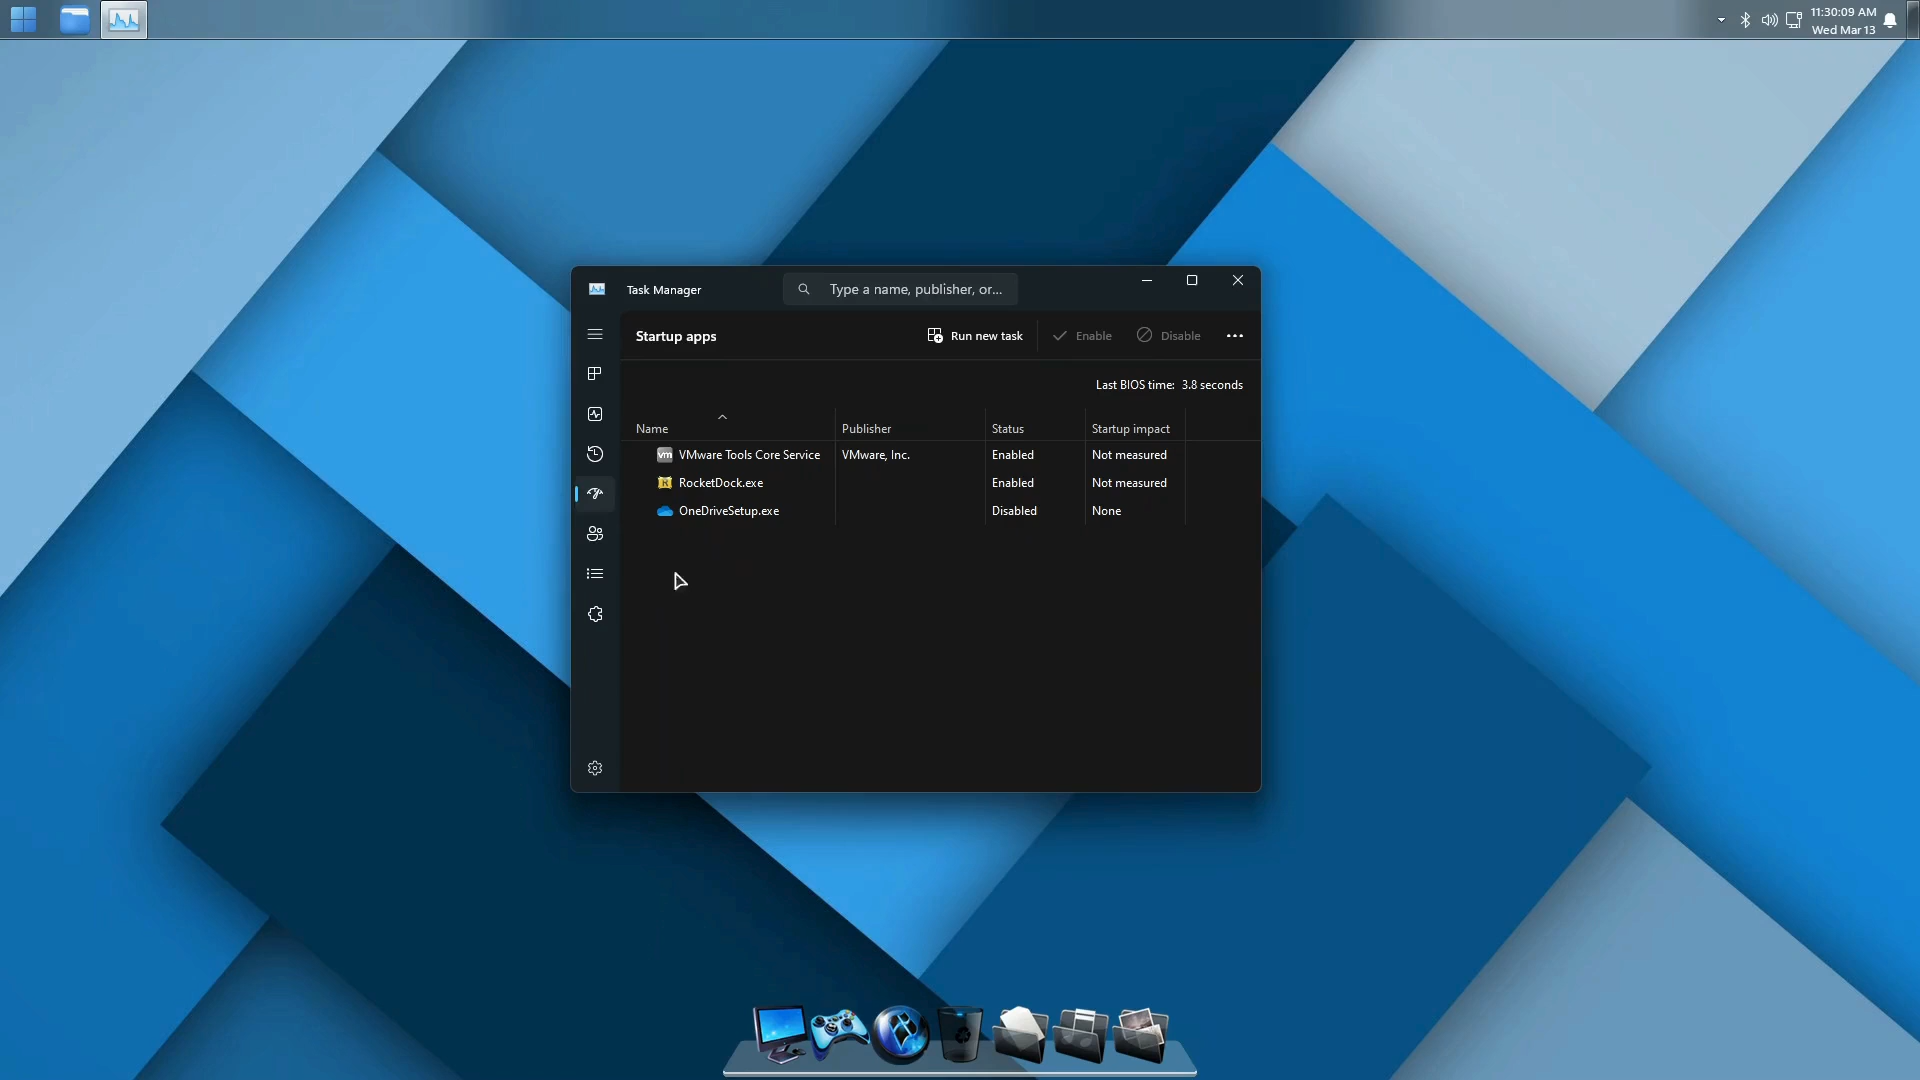 11:30:09 AM
Wed Mar 13
Task Manager
Type a name, publisher, or...
Startup apps
Run new task
Enable
Disable
Last BIOS time: 3.8 seconds
Name Publisher Status Startup impact
vm VMware Tools Core Service VMware, Inc. Enabled Not measured
RocketDock.exe Enabled Not measured
OneDriveSetup.exe Disabled None